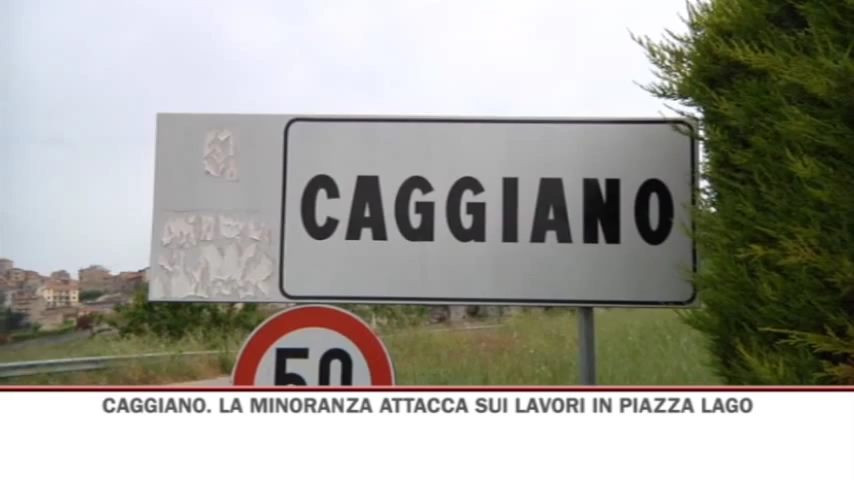 CAGGIANO
50
CAGGIANO. LA MINORANZA ATTACCA SUI LAVORI IN PIAZZA LAGO